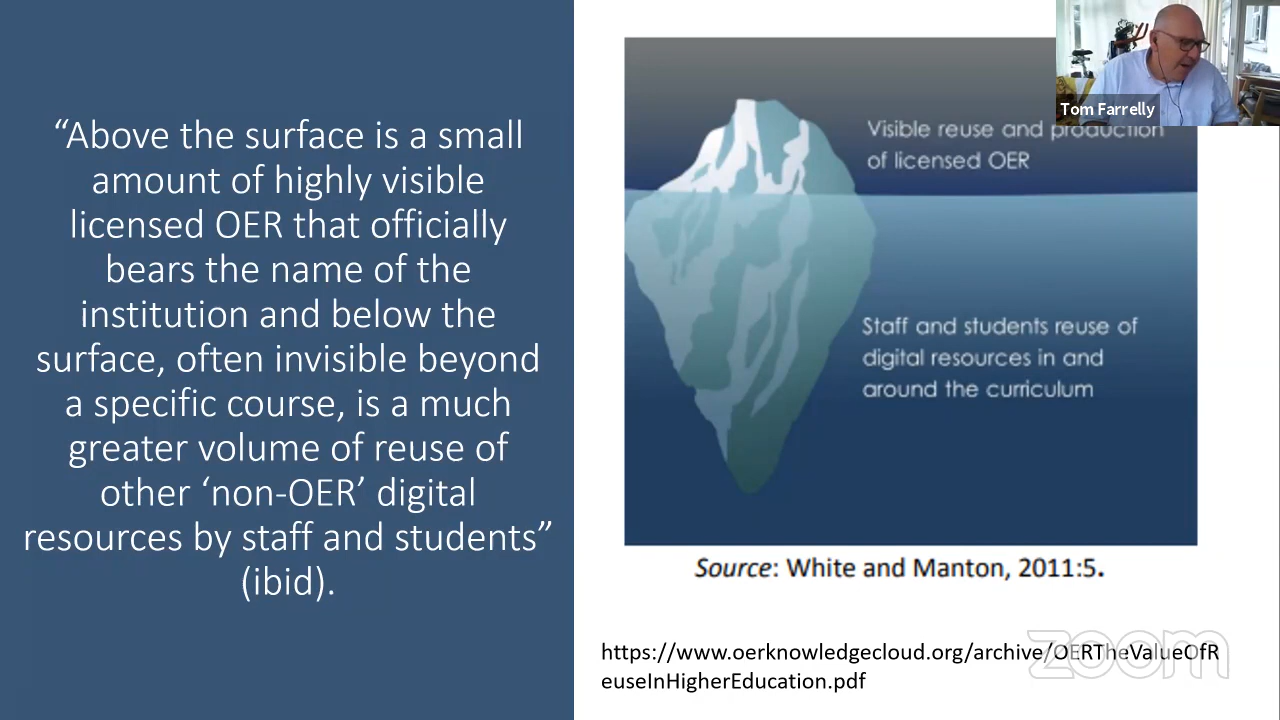 “Above the surface is a small
amount of highly visible
licensed OER that officially
bears the name of the
institution and below the
surface, often invisible beyond
a specific course, is a much
greater volume of reuse of
other ‘non-OER’ digital
resources by staff and students”
(ibid).
Tom Farrelly
Visible reuse and production
of licensed OER
Staff and students reuse of
digital resources in and
around the curriculum
Source: White and Manton, 2011:5.
https://www.oerknowledgecloud.org/archive/OERTheValueOfR
euseInHigherEducation.pdf
zoom